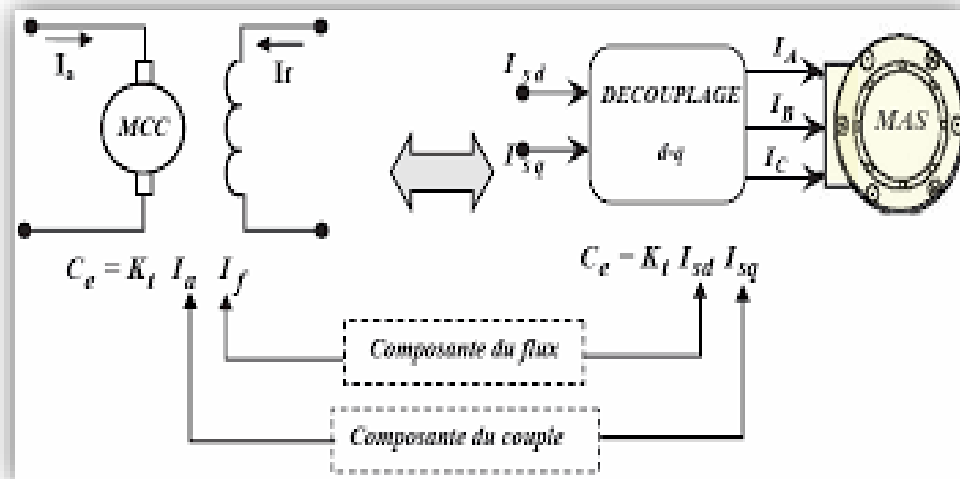 Ia
If
MCC
Isd
Isq
DECOUPLAGE
d-q
IA
IB
IC
MAS
Ce = Kt Ia If
Ce = Kt Isd Isq
Composante du flux
Composante du couple